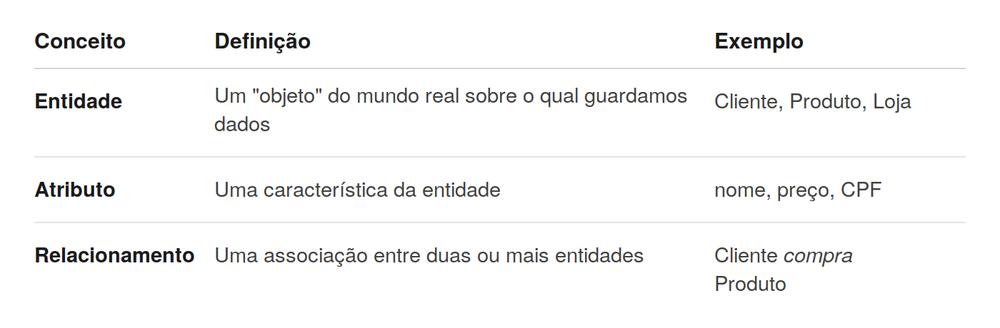 Conceito Definição Exemplo
Entidade Um "objeto" do mundo real sobre o qual guardamos dados Cliente, Produto, Loja
Atributo Uma característica da entidade nome, preço, CPF
Relacionamento Uma associação entre duas ou mais entidades Cliente compra Produto